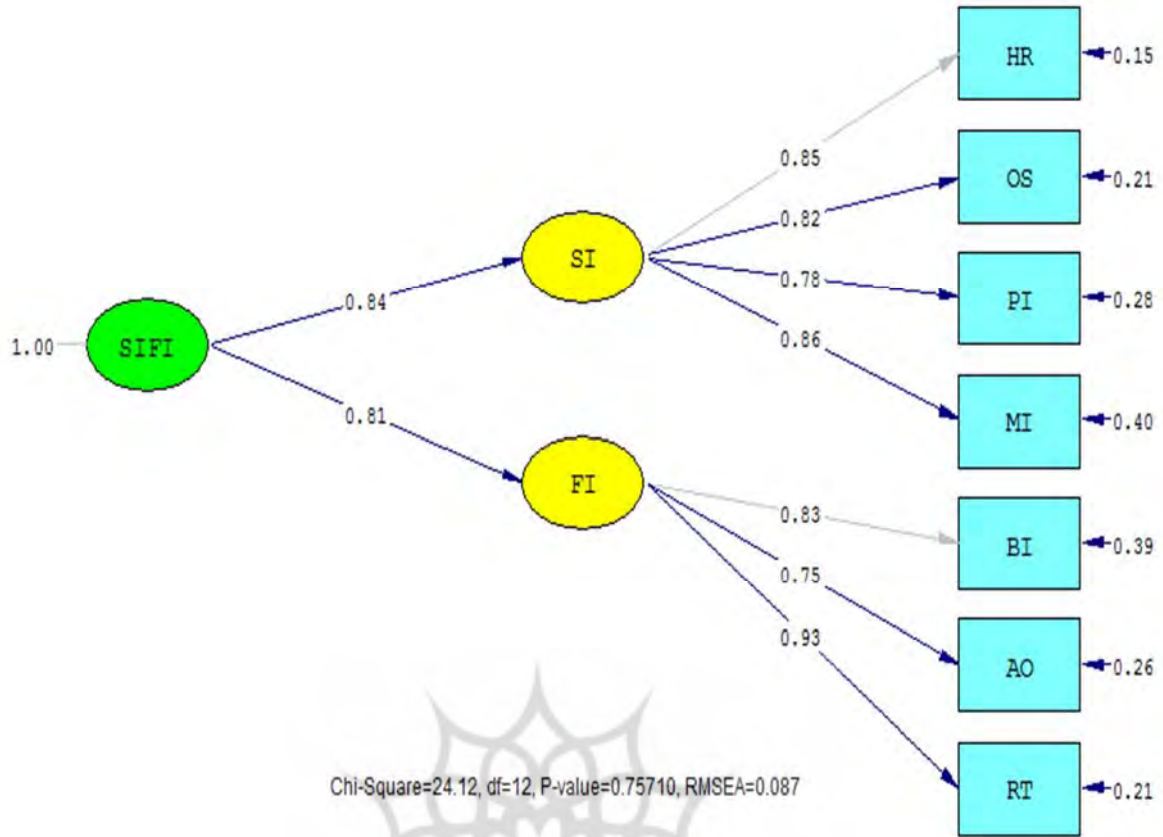 HR
0.15
0.85
OS
0.21
0.82
SI
PI
0.28
0.78
0.84
0.86
1.00
SIFI
MI
0.40
0.81
FI
0.83
BI
0.39
0.75
0.93
AO
0.26
RT
0.21
Chi-Square=24.12, df=12, P-value=0.75710, RMSEA=0.087